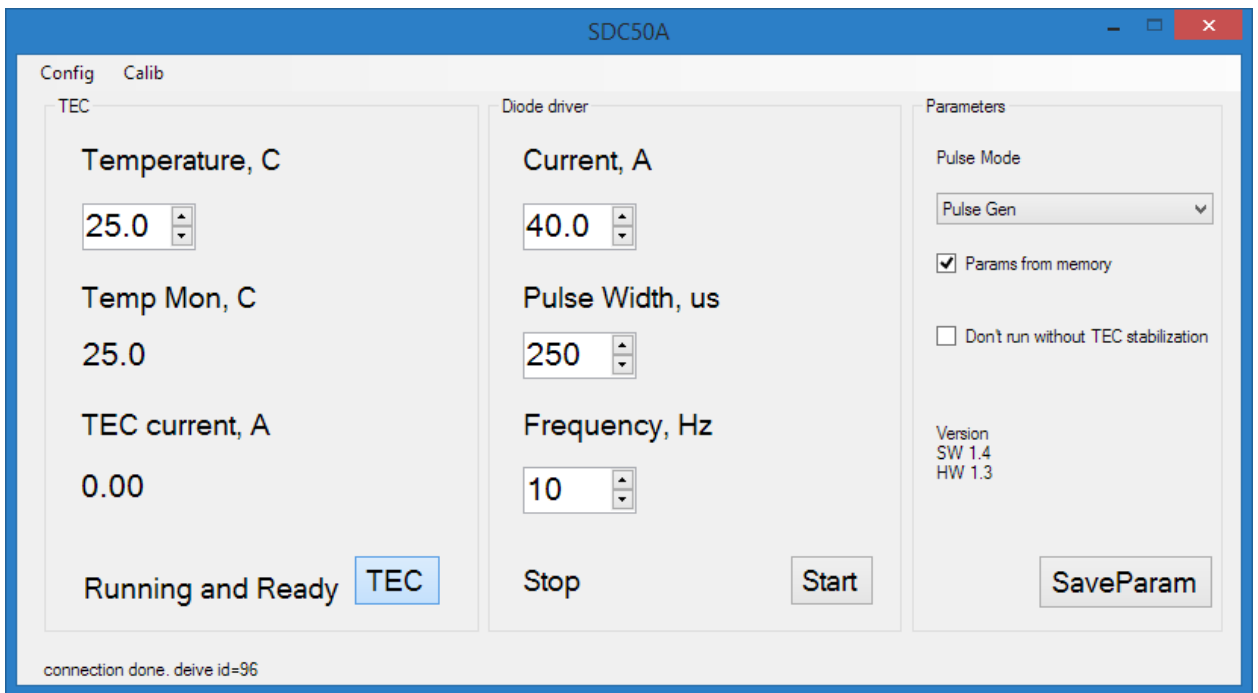 SDC50A
Config Calib
TEC
Temperature, C
25.0
Temp Mon, C
25.0
TEC current, A
0.00
Running and Ready TEC
Diode driver
Current, A
40.0
Pulse Width, us
250
Frequency, Hz
10
Stop Start
Parameters
Pulse Mode
Pulse Gen
Params from memory
Don't run without TEC stabilization
Version
SW 1.4
HW 1.3
SaveParam
connection done. deive id=96